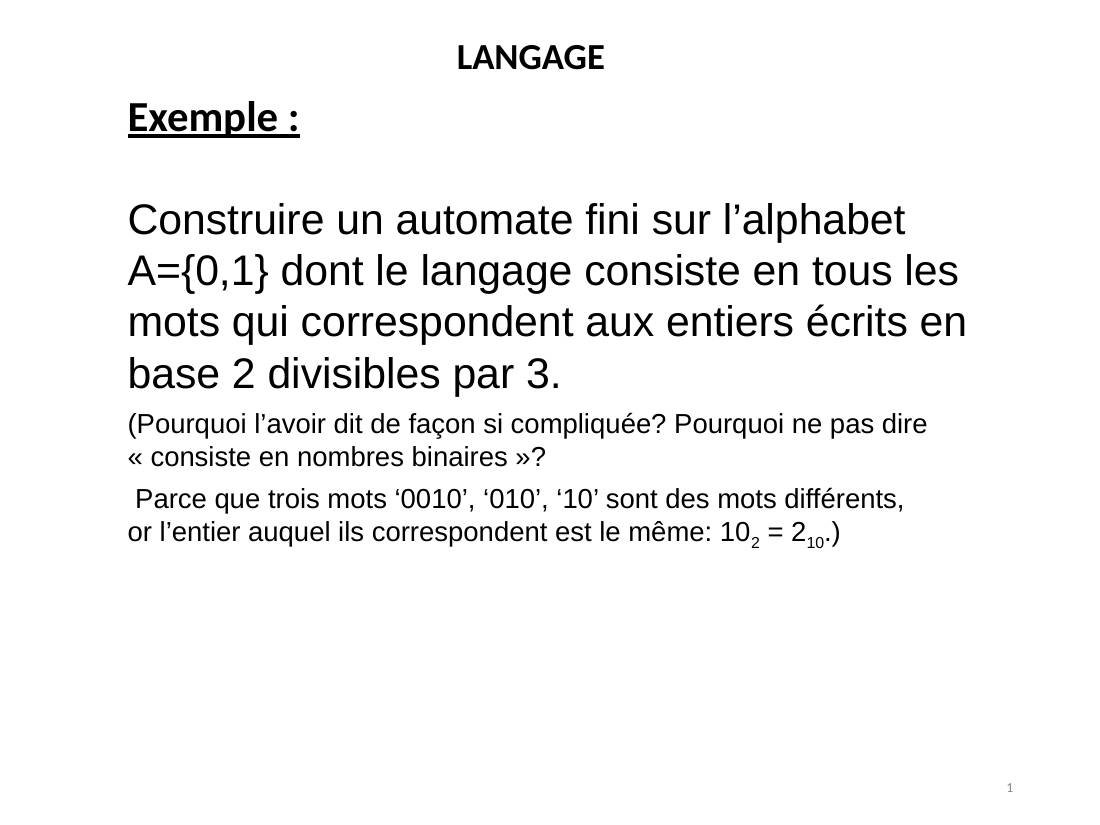 LANGAGE
Exemple :
Construire un automate fini sur l’alphabet
A={0,1} dont le langage consiste en tous les
mots qui correspondent aux entiers écrits en
base 2 divisibles par 3.
(Pourquoi l’avoir dit de façon si compliquée? Pourquoi ne pas dire
« consiste en nombres binaires »?
Parce que trois mots ‘0010’, ‘010’, ‘10’ sont des mots différents,
or l’entier auquel ils correspondent est le même: 10₂ = 2₁₀.)
1